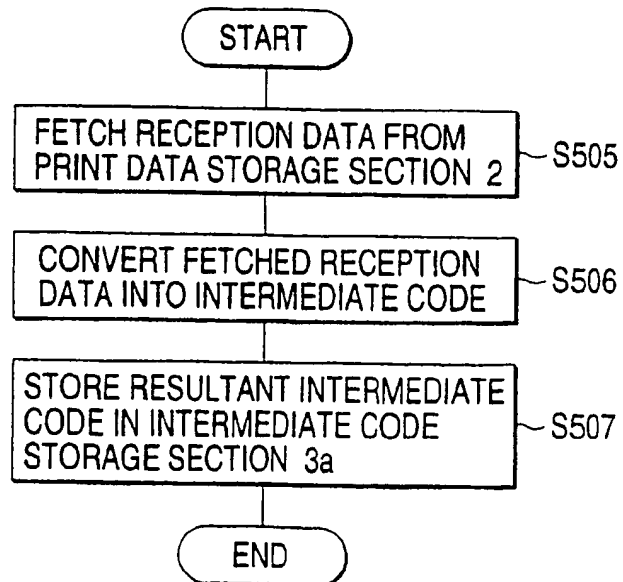 START
FETCH RECEPTION DATA FROM
PRINT DATA STORAGE SECTION 2
S505
CONVERT FETCHED RECEPTION
DATA INTO INTERMEDIATE CODE
S506
STORE RESULTANT INTERMEDIATE
CODE IN INTERMEDIATE CODE
STORAGE SECTION 3a
S507
END